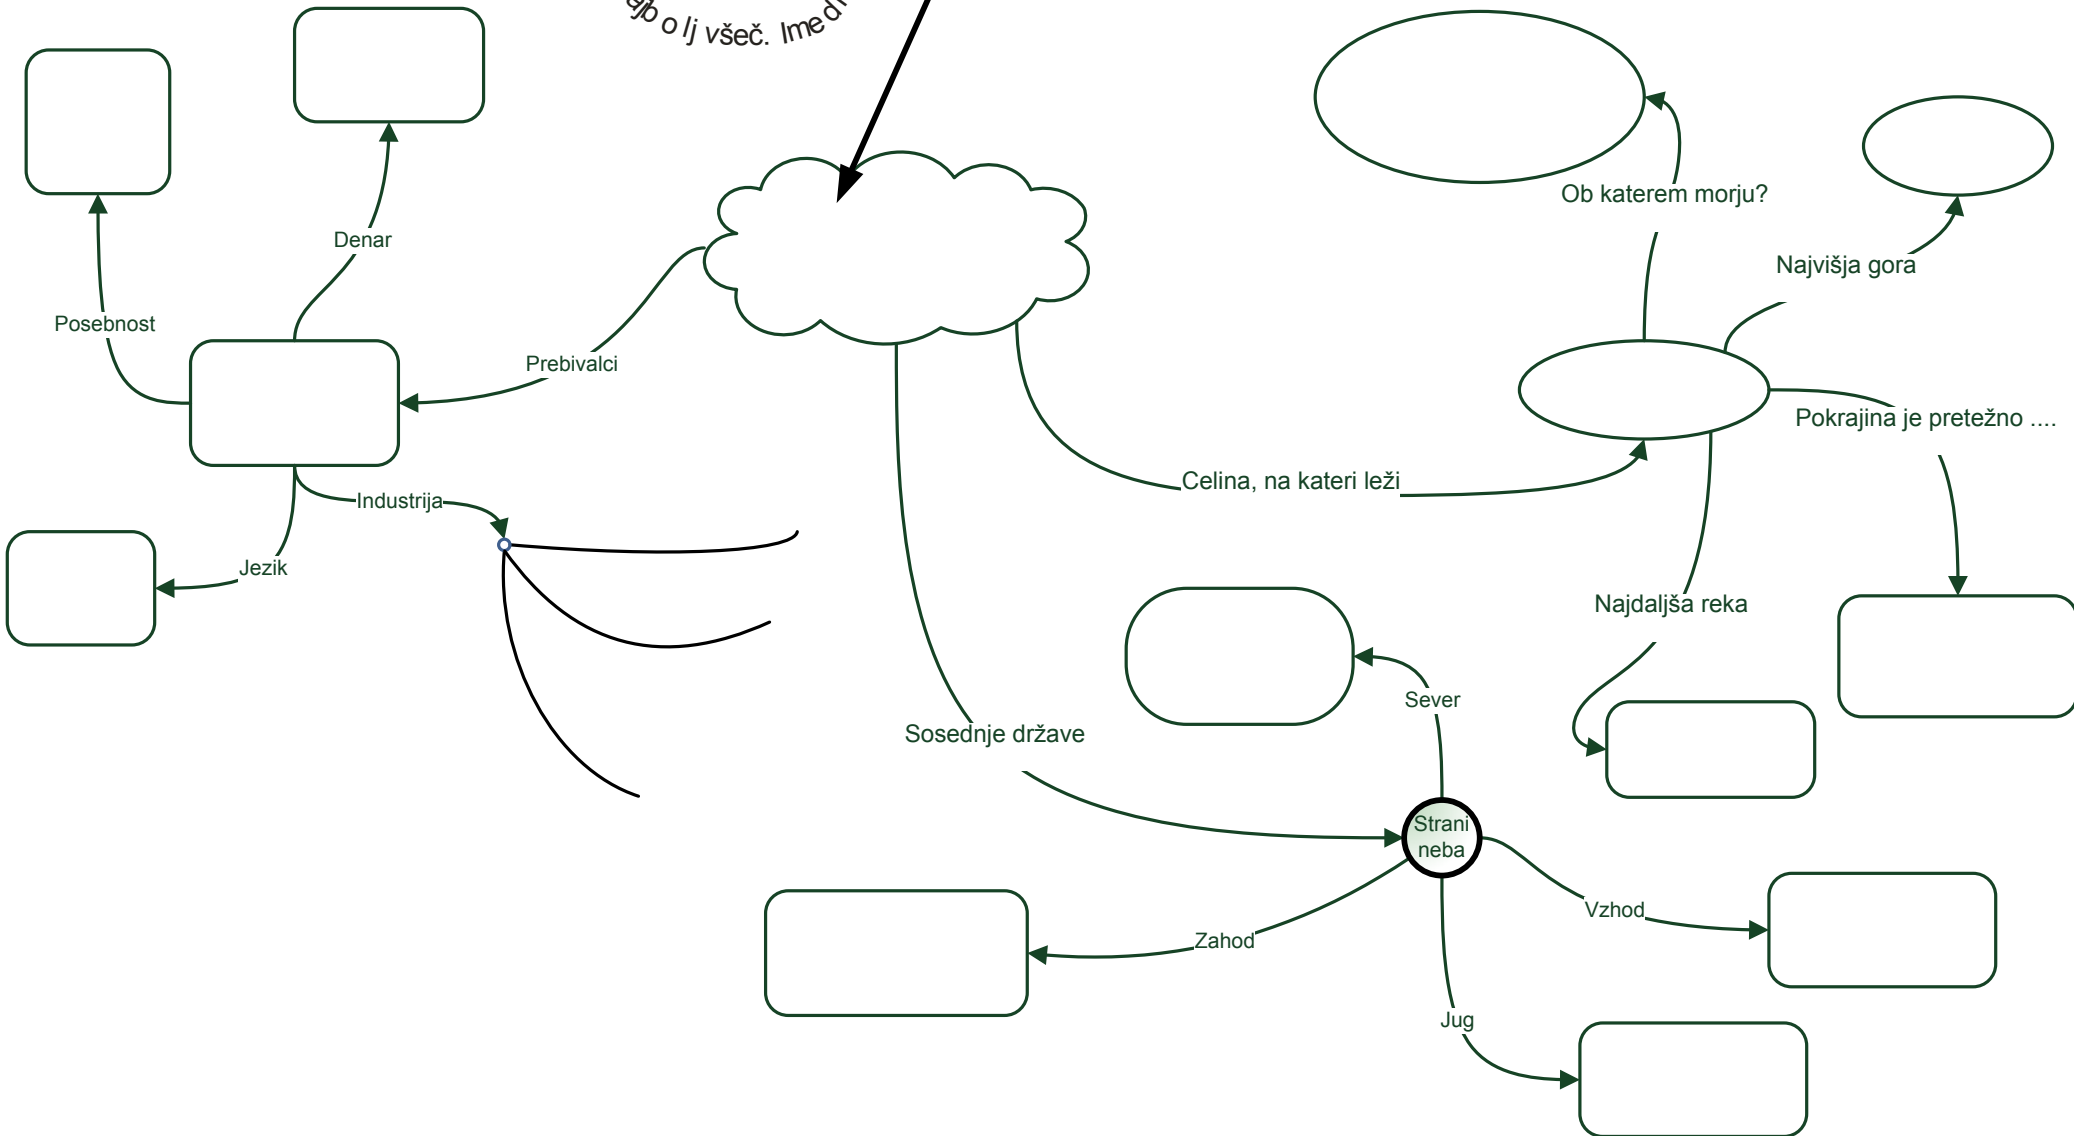 ajbolj všeč. Ime d
Ob katerem morju?
Denar
Najvišja gora
Posebnost
Prebivalci
Pokrajina je pretežno ....
Celina, na kateri leži
Industrija
Jezik
Najdaljša reka
Sever
Sosednje države
Strani
neba
Vzhod
Zahod
Jug